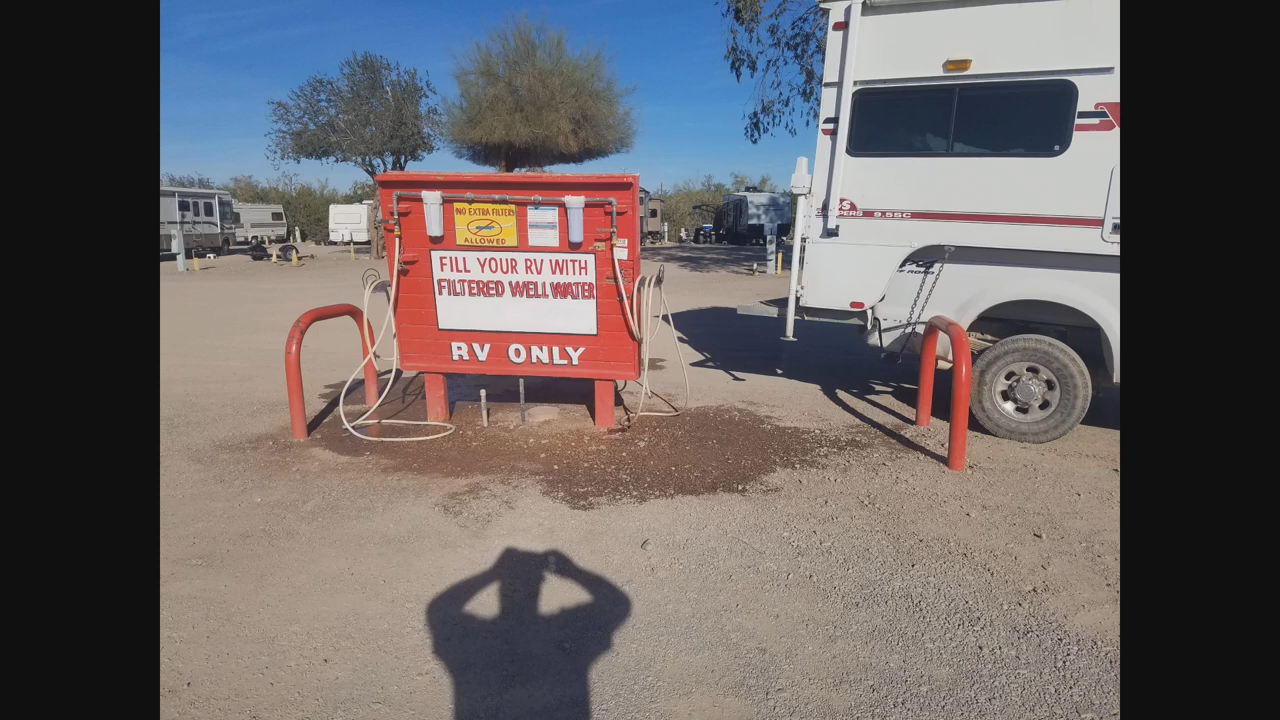 NO EXTRA FILTERS
ALLOWED
FILL YOUR RV WITH
FILTERED WELL WATER
RV ONLY
9.5SC